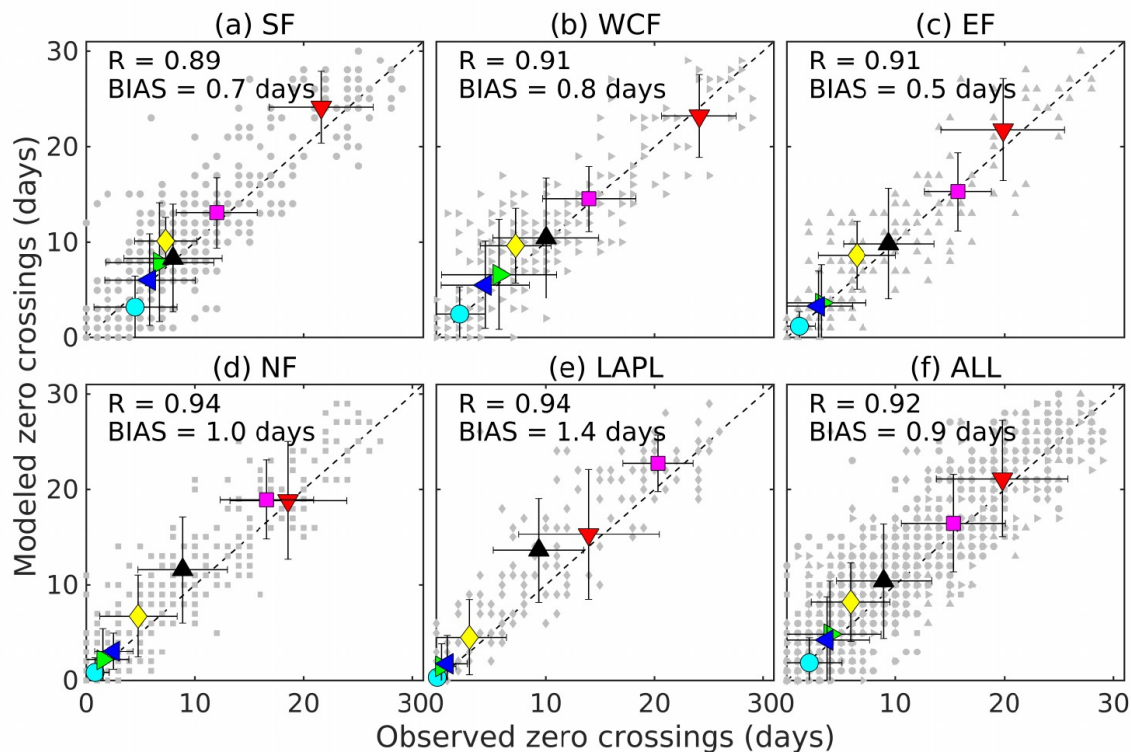 (a) SF
(b) WCF
(c) EF
30
20
10
0
R = 0.89
BIAS = 0.7 days
R = 0.91
BIAS = 0.8 days
R = 0.91
BIAS = 0.5 days
(d) NF
(e) LAPL
(f) ALL
30
20
10
0
R = 0.94
BIAS = 1.0 days
R = 0.94
BIAS = 1.4 days
R = 0.92
BIAS = 0.9 days
0 10 20 30
10 20 30
10 20 30
Modeled zero crossings (days)
Observed zero crossings (days)